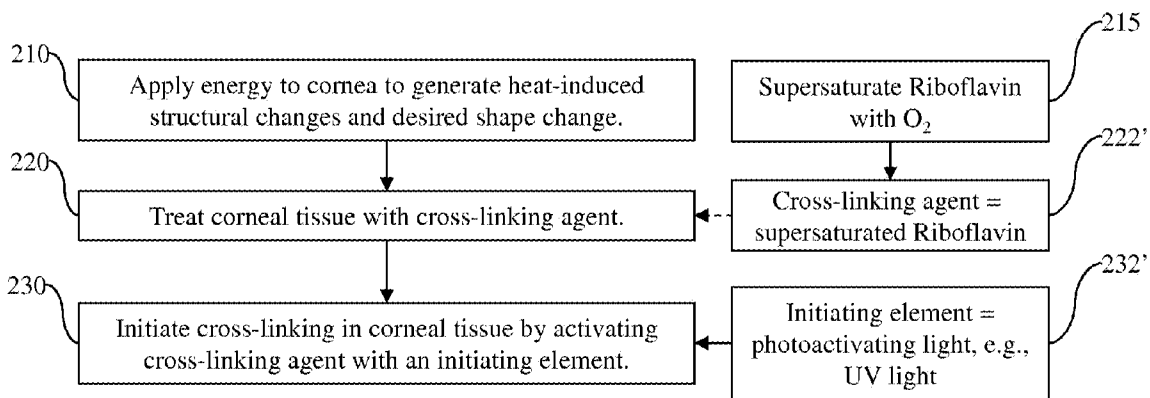 210
Apply energy to cornea to generate heat-induced
structural changes and desired shape change.
215
Supersaturate Riboflavin
with O₂
220
Treat corneal tissue with cross-linking agent.
222’
Cross-linking agent =
supersaturated Riboflavin
230
Initiate cross-linking in corneal tissue by activating
cross-linking agent with an initiating element.
232’
Initiating element =
photoactivating light, e.g.,
UV light